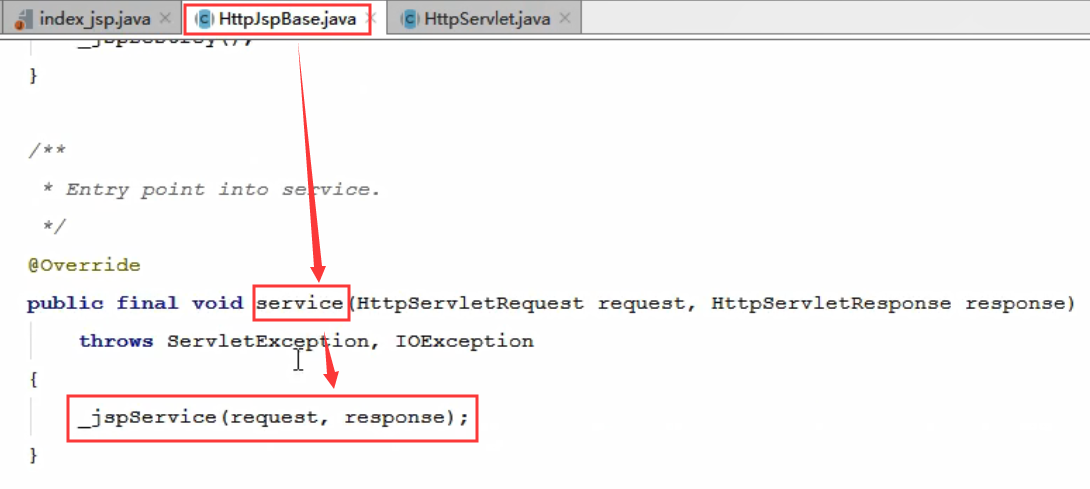 index_jsp.java HttpJspBase.java HttpServlet.java
_jspDestroy();
}
/**
* Entry point into service.
*/
@Override
public final void service(HttpServletRequest request, HttpServletResponse response)
throws ServletException, IOException
{
_jspService(request, response);
}